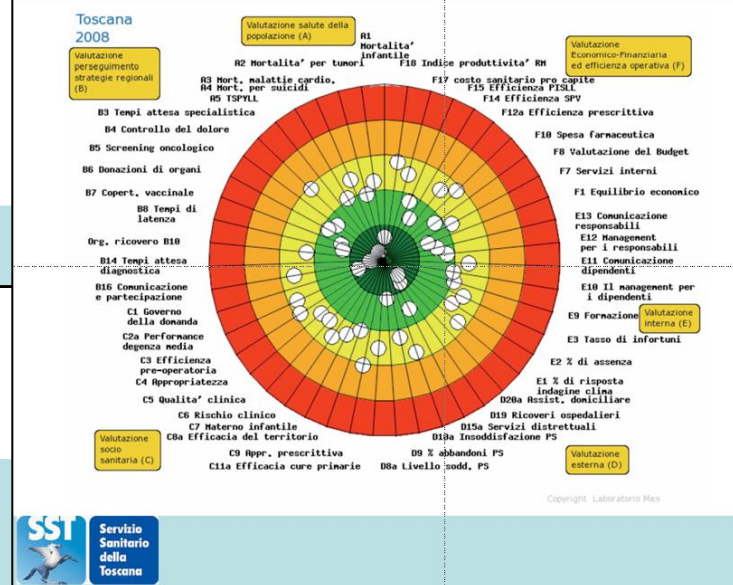 Toscana
2008
Valutazione salute della
popolazione (A)
Valutazione
perseguimento
strategie regionali
(B)
Valutazione
Economico-Finanziaria
ed efficienza operativa (F)
A1
Mortalita'
infantile
A2 Mortalita' per tumori
A3 Mort. malattie cardio.
A4 Mort. per suicidi
A5 TSPYLL
B3 Tempi attesa specialistica
B4 Controllo del dolore
B5 Screening oncologico
B6 Donazioni di organi
B7 Copert. vaccinale
B8 Tempi di
latenza
Org. ricovero B10
B14 Tempi attesa
diagnostica
B16 Comunicazione
e partecipazione
C1 Governo
della domanda
C2a Performance
degenza media
C3 Efficienza
pre-operatoria
C4 Appropriatezza
C5 Qualita' clinica
C6 Rischio clinico
C7 Materno infantile
C8a Efficacia del territorio
C9 Appr. prescrittiva
C11a Efficacia cure primarie
F18 Indice produttivita' RM
F17 costo sanitario pro capite
F15 Efficienza PISLL
F14 Efficienza SPV
F12a Efficienza prescrittiva
F10 Spesa farmaceutica
F8 Valutazione del Budget
F7 Servizi interni
F1 Equilibrio economico
E13 Comunicazione
responsabili
E12 Management
per i responsabili
E11 Comunicazione
dipendenti
E10 Il management per
i dipendenti
E9 Formazione
Valutazione
interna (E)
E3 Tasso di infortuni
E2 % di assenza
E1 % di risposta
indagine clima
D20a Assist. domiciliare
D19 Ricoveri ospedalieri
D15a Servizi distrettuali
D10a Insoddisfazione PS
D9 % abbandoni PS
D8a Livello sodd. PS
Valutazione
socio
sanitaria (C)
Valutazione
esterna (D)
Copyright Laboratorio Mes
SST
Servizio
Sanitario
della
Toscana